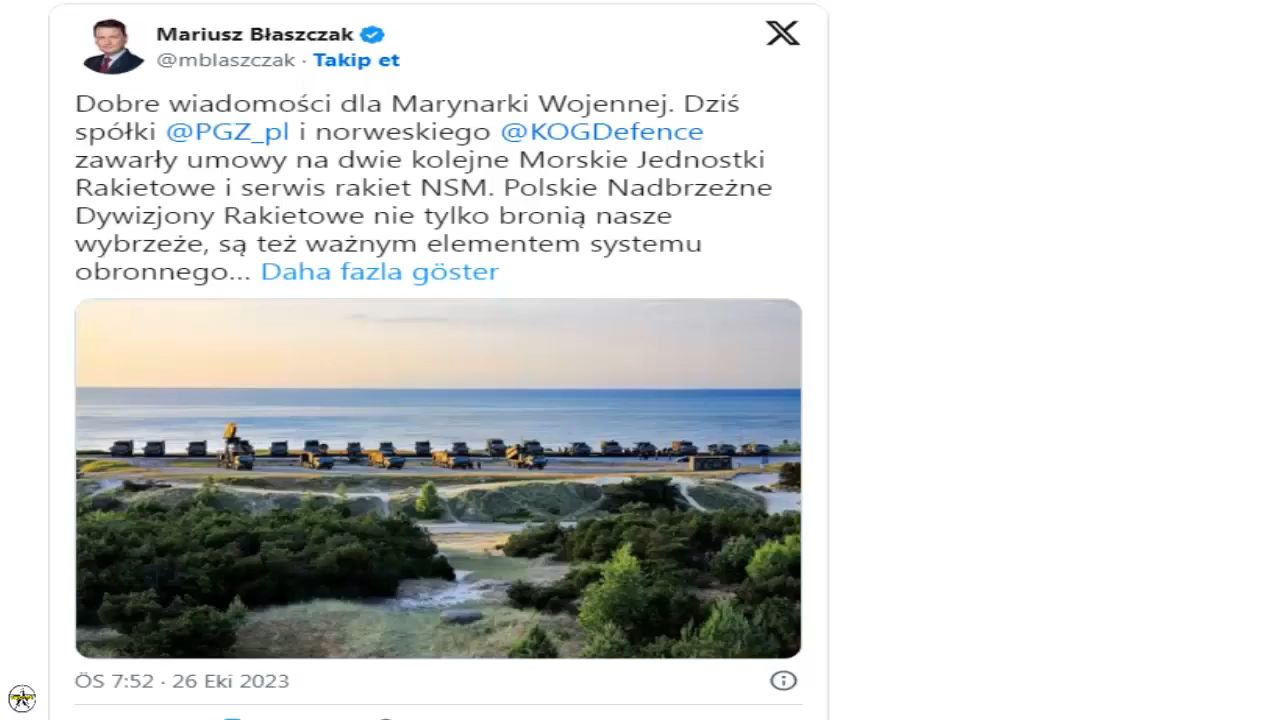 Mariusz Błaszczak
@mblaszczak · Takip et
Dobre wiadomości dla Marynarki Wojennej. Dziś
spółki @PGZ_pl i norweskiego @KOGDefence
zawarły umowy na dwie kolejne Morskie Jednostki
Rakietowe i serwis rakiet NSM. Polskie Nadbrzeżne
Dywizjony Rakietowe nie tylko bronią nasze
wybrzeże, są też ważnym elementem systemu
obronnego... Daha fazla göster
ÖS 7:52 · 26 Eki 2023